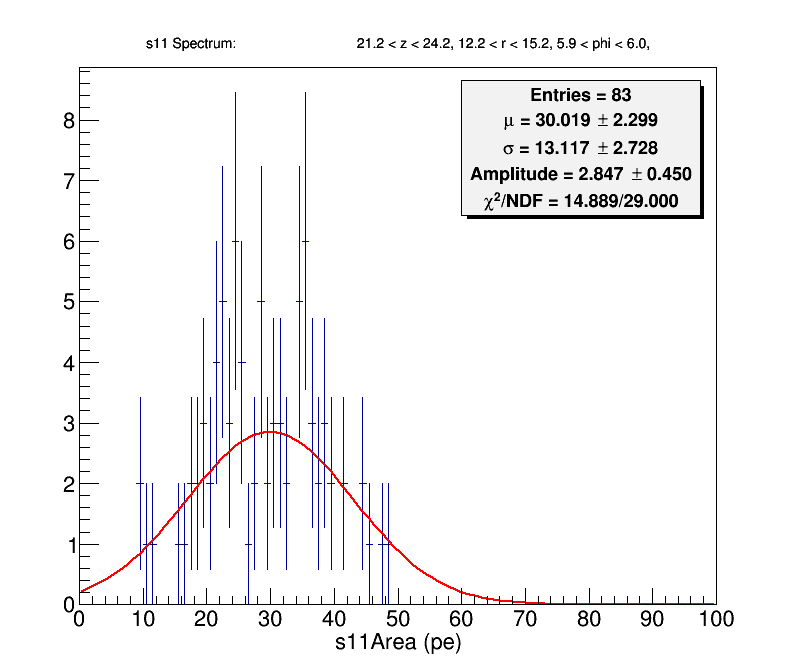 s11 Spectrum: 21.2 < z < 24.2, 12.2 < r < 15.2, 5.9 < phi < 6.0,
Entries = 83
μ = 30.019 ± 2.299
σ = 13.117 ± 2.728
Amplitude = 2.847 ± 0.450
χ²/NDF = 14.889/29.000
8
7
6
5
4
3
2
1
0
0 10 20 30 40 50 60 70 80 90 100
s11Area (pe)